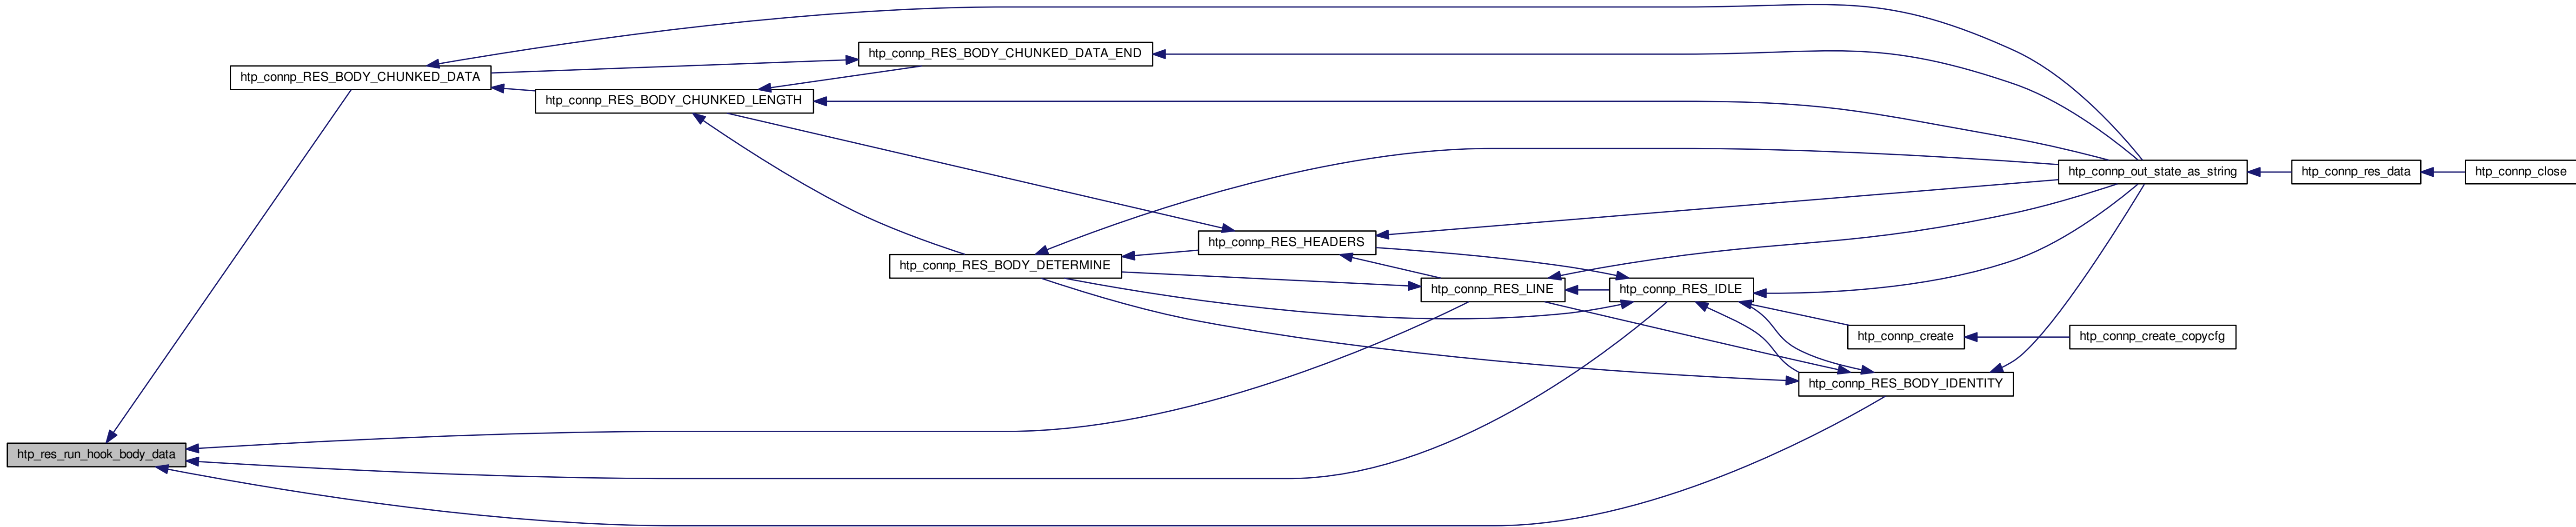 htp_connp_RES_BODY_CHUNKED_DATA_END
htp_connp_RES_BODY_CHUNKED_DATA
htp_connp_RES_BODY_CHUNKED_LENGTH
htp_connp_out_state_as_string
htp_connp_res_data
htp_connp_close
htp_connp_RES_HEADERS
htp_connp_RES_BODY_DETERMINE
htp_connp_RES_LINE
htp_connp_RES_IDLE
htp_connp_create
htp_connp_create_copycfg
htp_connp_RES_BODY_IDENTITY
htp_res_run_hook_body_data